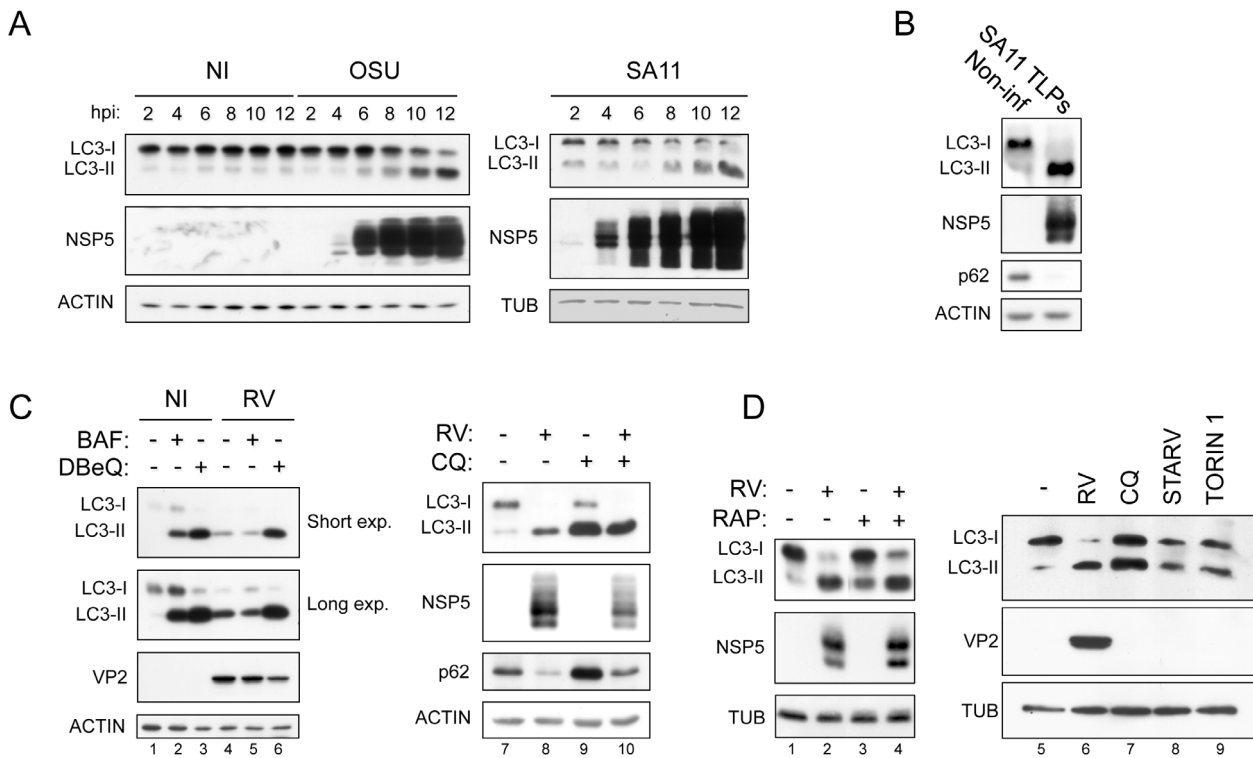 A
NI OSU SA11
hpi: 2 4 6 8 10 12 2 4 6 8 10 12 2 4 6 8 10 12
LC3-I
LC3-II
NSP5
ACTIN
LC3-I
LC3-II
NSP5
TUB
B
Non-inf
SA11 TLPs
LC3-I
LC3-II
NSP5
p62
ACTIN
C
NI RV
BAF: - + - - + -
DBeQ: - - + - - +
LC3-I
LC3-II
Short exp.
LC3-I
LC3-II
Long exp.
VP2
ACTIN
1 2 3 4 5 6
RV: - + - +
CQ: - - + +
LC3-I
LC3-II
NSP5
p62
ACTIN
7 8 9 10
D
RV: - + - +
RAP: - - + +
LC3-I
LC3-II
NSP5
TUB
1 2 3 4
- RV CQ STARV TORIN 1
LC3-I
LC3-II
VP2
TUB
5 6 7 8 9